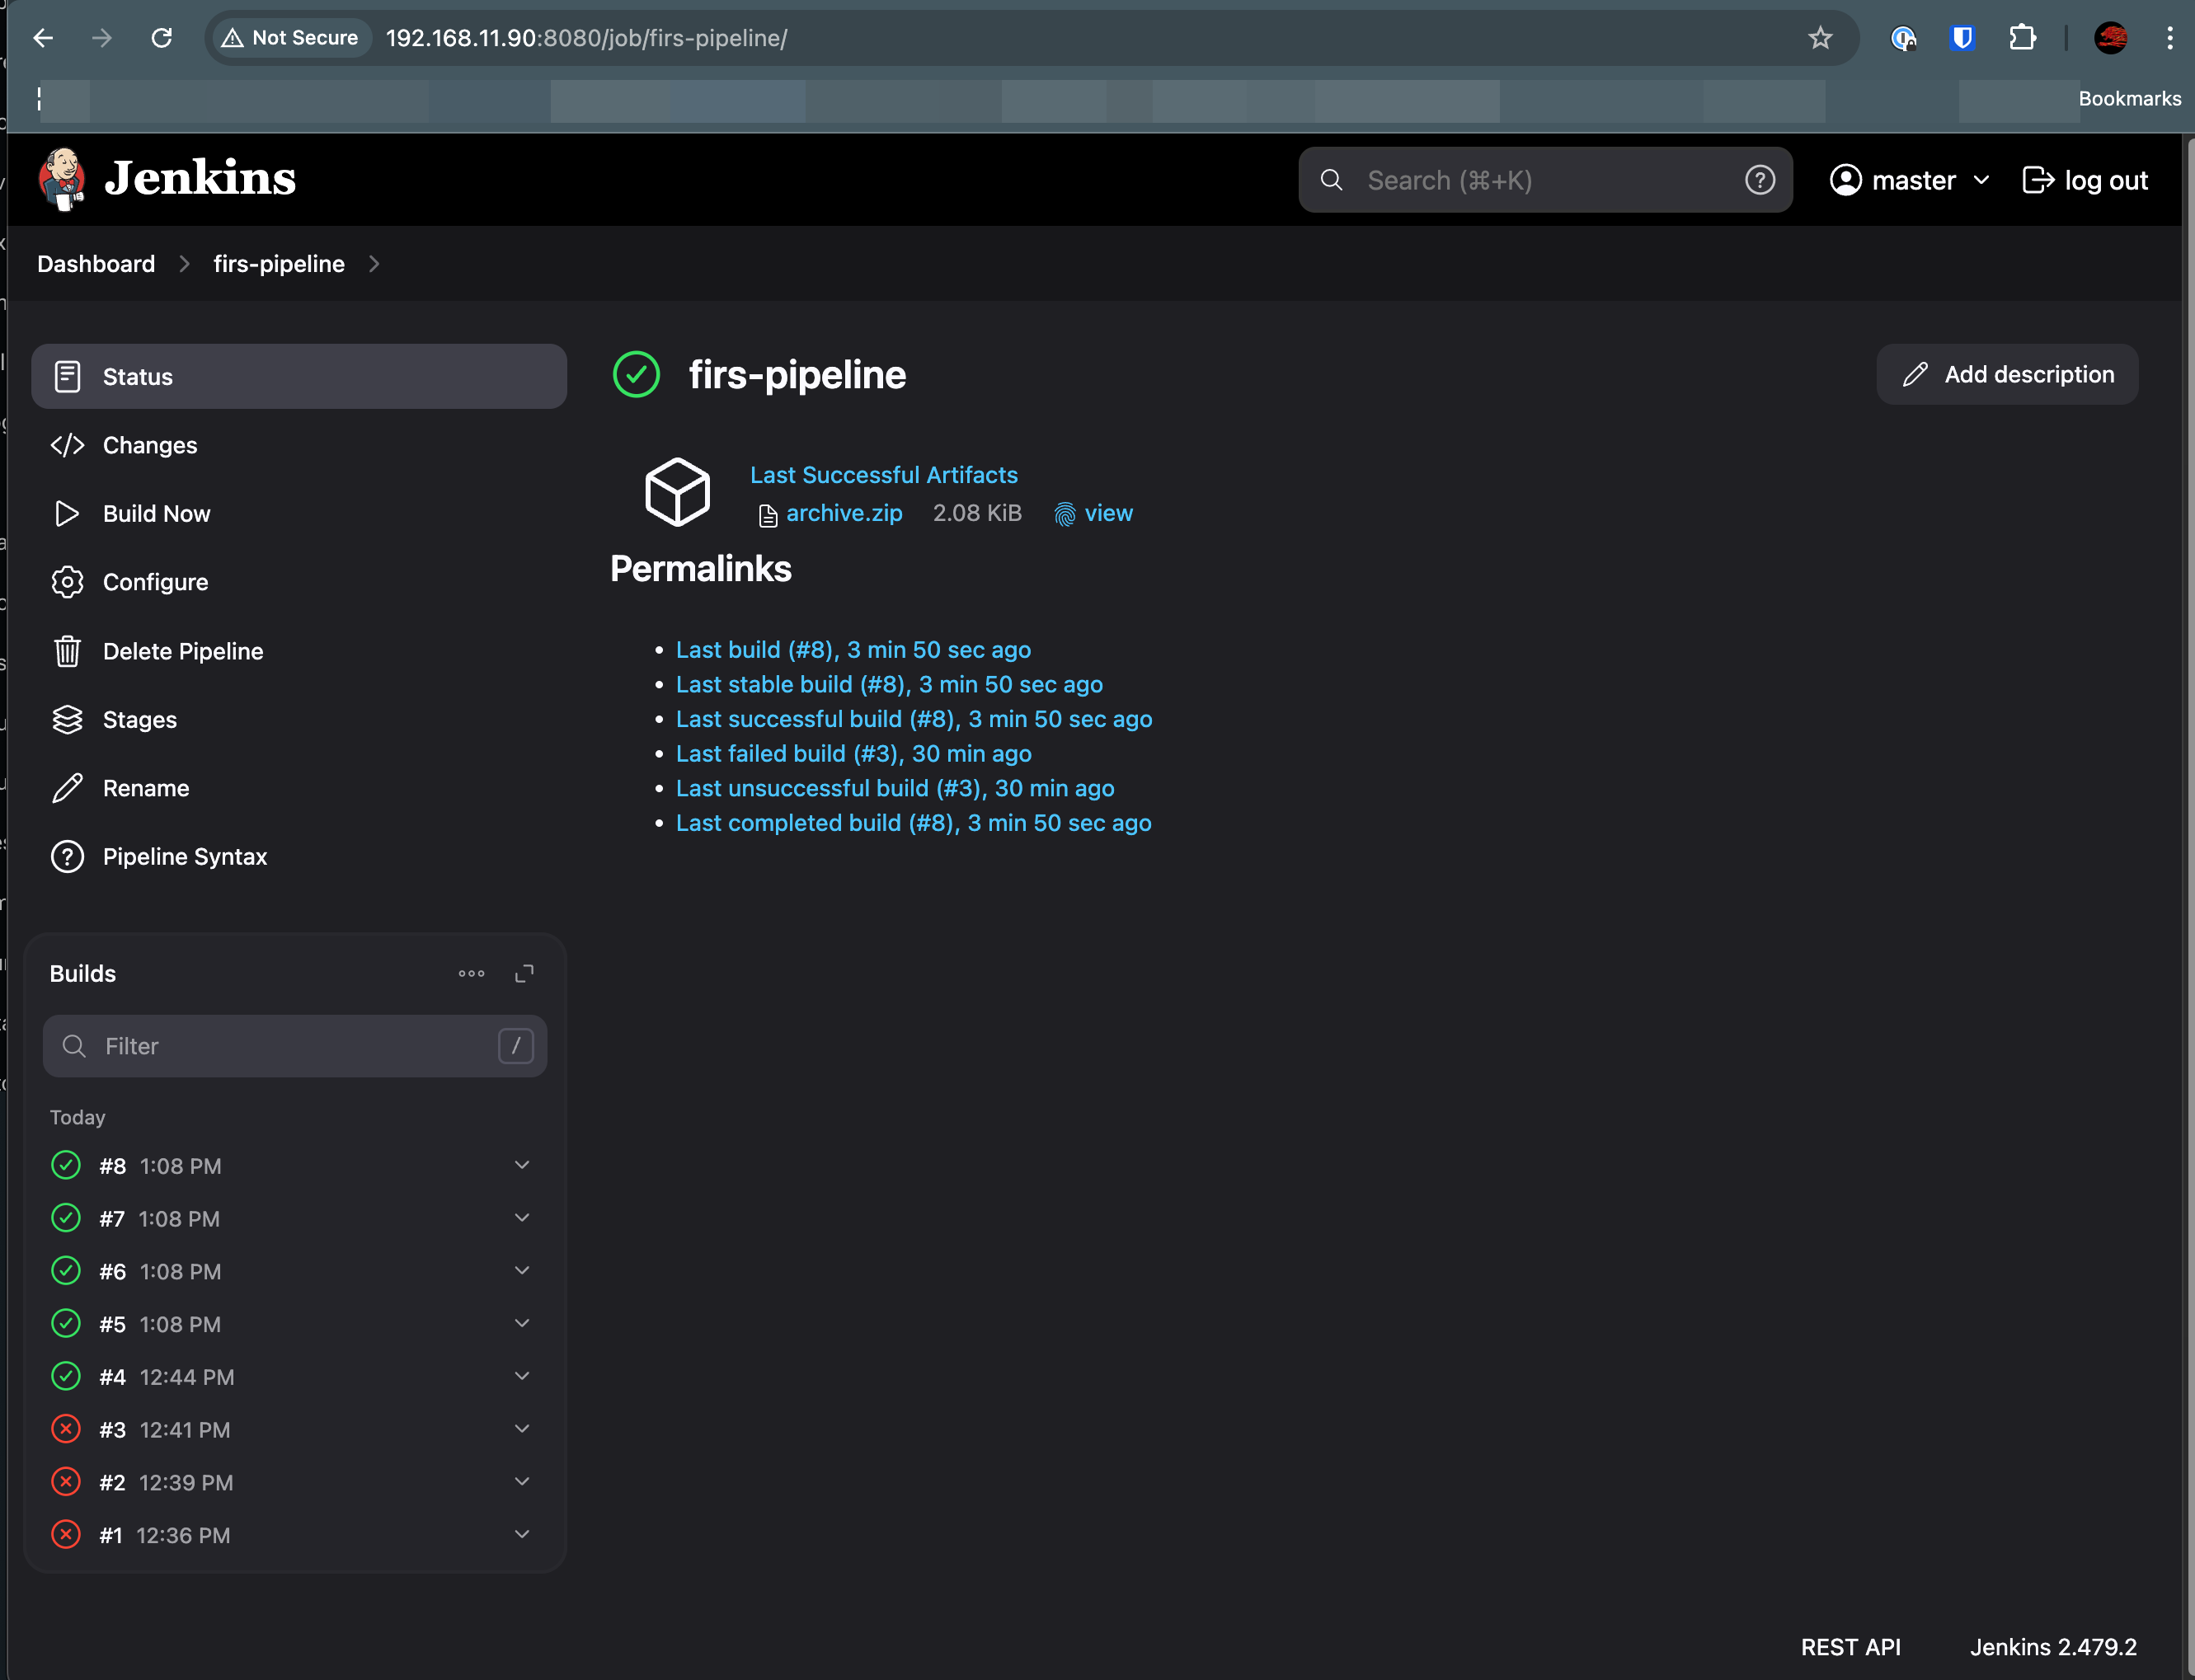 Not Secure 192.168.11.90:8080/job/firs-pipeline/
Bookmarks
Jenkins Search (⌘+K) master log out
Dashboard firs-pipeline
Status
Changes
Build Now
Configure
Delete Pipeline
Stages
Rename
Pipeline Syntax
firs-pipeline
Add description
Last Successful Artifacts
archive.zip 2.08 KiB view
Permalinks
Last build (#8), 3 min 50 sec ago
Last stable build (#8), 3 min 50 sec ago
Last successful build (#8), 3 min 50 sec ago
Last failed build (#3), 30 min ago
Last unsuccessful build (#3), 30 min ago
Last completed build (#8), 3 min 50 sec ago
Builds
Filter /
Today
#8 1:08 PM
#7 1:08 PM
#6 1:08 PM
#5 1:08 PM
#4 12:44 PM
#3 12:41 PM
#2 12:39 PM
#1 12:36 PM
REST API Jenkins 2.479.2